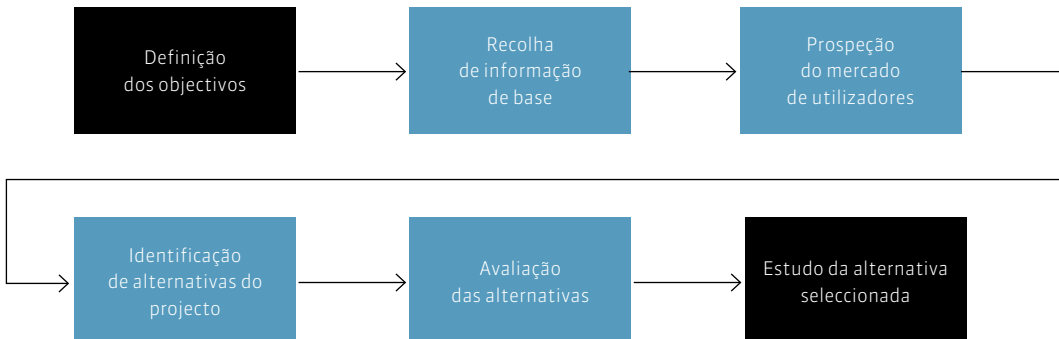 Definição
dos objectivos
Recolha
de informação
de base
Prospeção
do mercado
de utilizadores
Identificação
de alternativas do
projecto
Avaliação
das alternativas
Estudo da alternativa
seleccionada